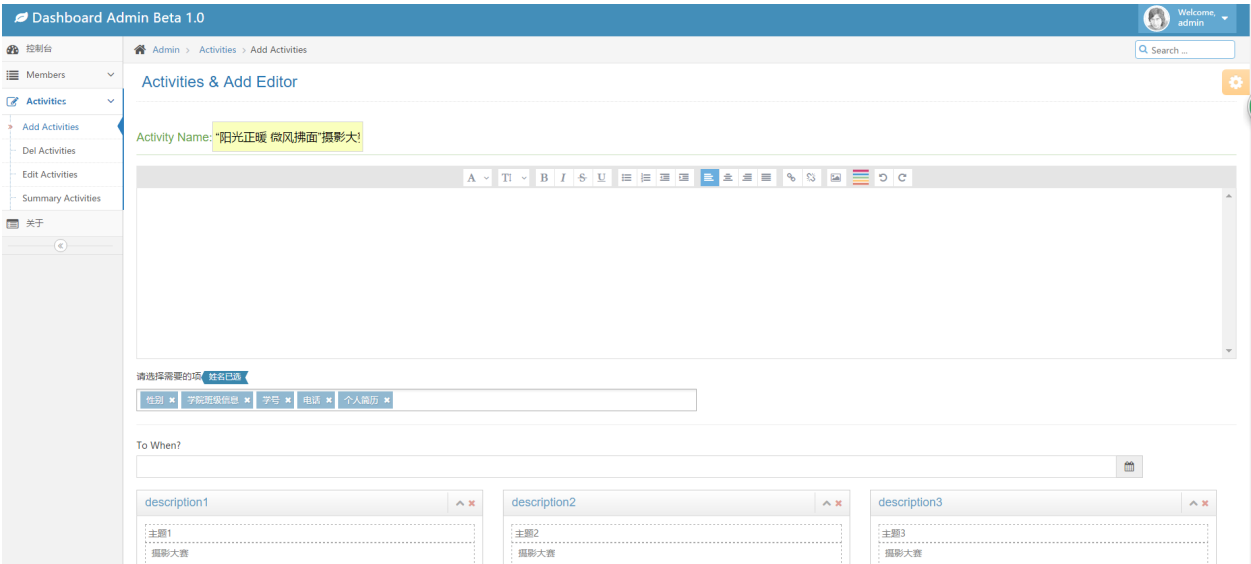 Dashboard Admin Beta 1.0
Welcome,
admin
控制台
Admin > Activities > Add Activities
Search ...
Members
Activities & Add Editor
Activities
Add Activities
Activity Name: "阳光正暖 微风拂面"摄影大!
Del Activities
Edit Activities
A T! B I S U
Summary Activities
关于
请选择需要的项 姓名已选
性别 × 学院班级信息 × 学号 × 电话 × 个人简历 ×
To When?
description1 description2 description3
主题1 主题2 主题3
摄影大赛 摄影大赛 摄影大赛